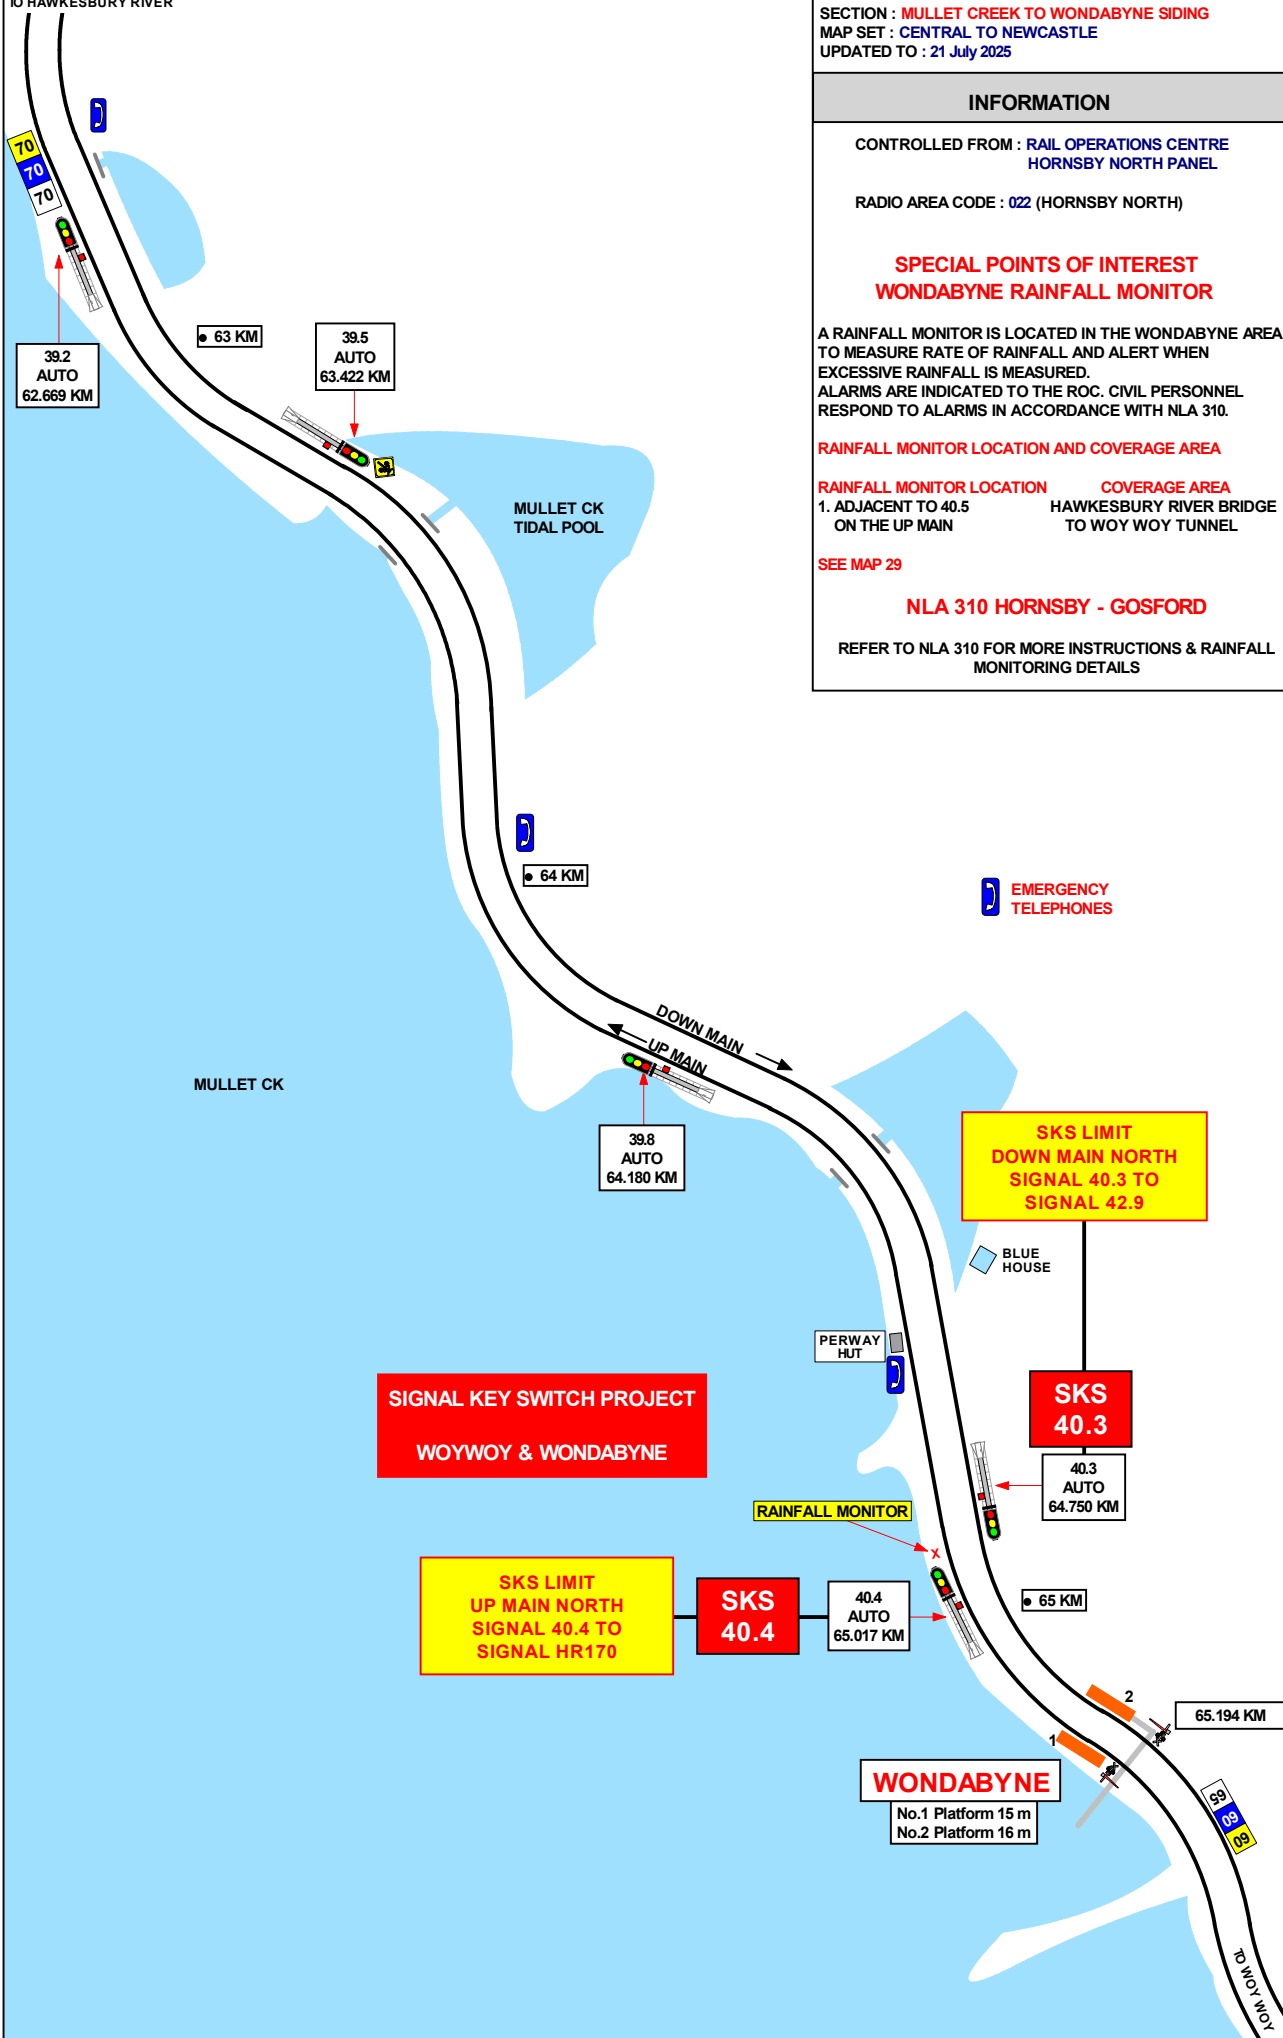 TO HAWKESBURY RIVER
SECTION : MULLET CREEK TO WONDABYNE SIDING
MAP SET : CENTRAL TO NEWCASTLE
UPDATED TO : 21 July 2025
INFORMATION
CONTROLLED FROM : RAIL OPERATIONS CENTRE
HORNSBY NORTH PANEL
RADIO AREA CODE : 022 (HORNSBY NORTH)
SPECIAL POINTS OF INTEREST
WONDABYNE RAINFALL MONITOR
A RAINFALL MONITOR IS LOCATED IN THE WONDABYNE AREA
TO MEASURE RATE OF RAINFALL AND ALERT WHEN
EXCESSIVE RAINFALL IS MEASURED.
ALARMS ARE INDICATED TO THE ROC. CIVIL PERSONNEL
RESPOND TO ALARMS IN ACCORDANCE WITH NLA 310.
RAINFALL MONITOR LOCATION AND COVERAGE AREA
RAINFALL MONITOR LOCATION COVERAGE AREA
1. ADJACENT TO 40.5 HAWKESBURY RIVER BRIDGE
ON THE UP MAIN TO WOY WOY TUNNEL
SEE MAP 29
NLA 310 HORNSBY - GOSFORD
REFER TO NLA 310 FOR MORE INSTRUCTIONS & RAINFALL
MONITORING DETAILS
70
70
70
39.2
AUTO
62.669 KM
63 KM
39.5
AUTO
63.422 KM
MULLET CK
TIDAL POOL
64 KM
EMERGENCY
TELEPHONES
DOWN MAIN
UP MAIN
MULLET CK
39.8
AUTO
64.180 KM
SKS LIMIT
DOWN MAIN NORTH
SIGNAL 40.3 TO
SIGNAL 42.9
BLUE
HOUSE
PERWAY
HUT
SIGNAL KEY SWITCH PROJECT
WOYWOY & WONDABYNE
SKS
40.3
40.3
AUTO
64.750 KM
RAINFALL MONITOR
X
SKS LIMIT
UP MAIN NORTH
SIGNAL 40.4 TO
SIGNAL HR170
SKS
40.4
40.4
AUTO
65.017 KM
65 KM
2
65.194 KM
1
WONDABYNE
No.1 Platform 15 m
No.2 Platform 16 m
65
60
60
TO WOY WOY